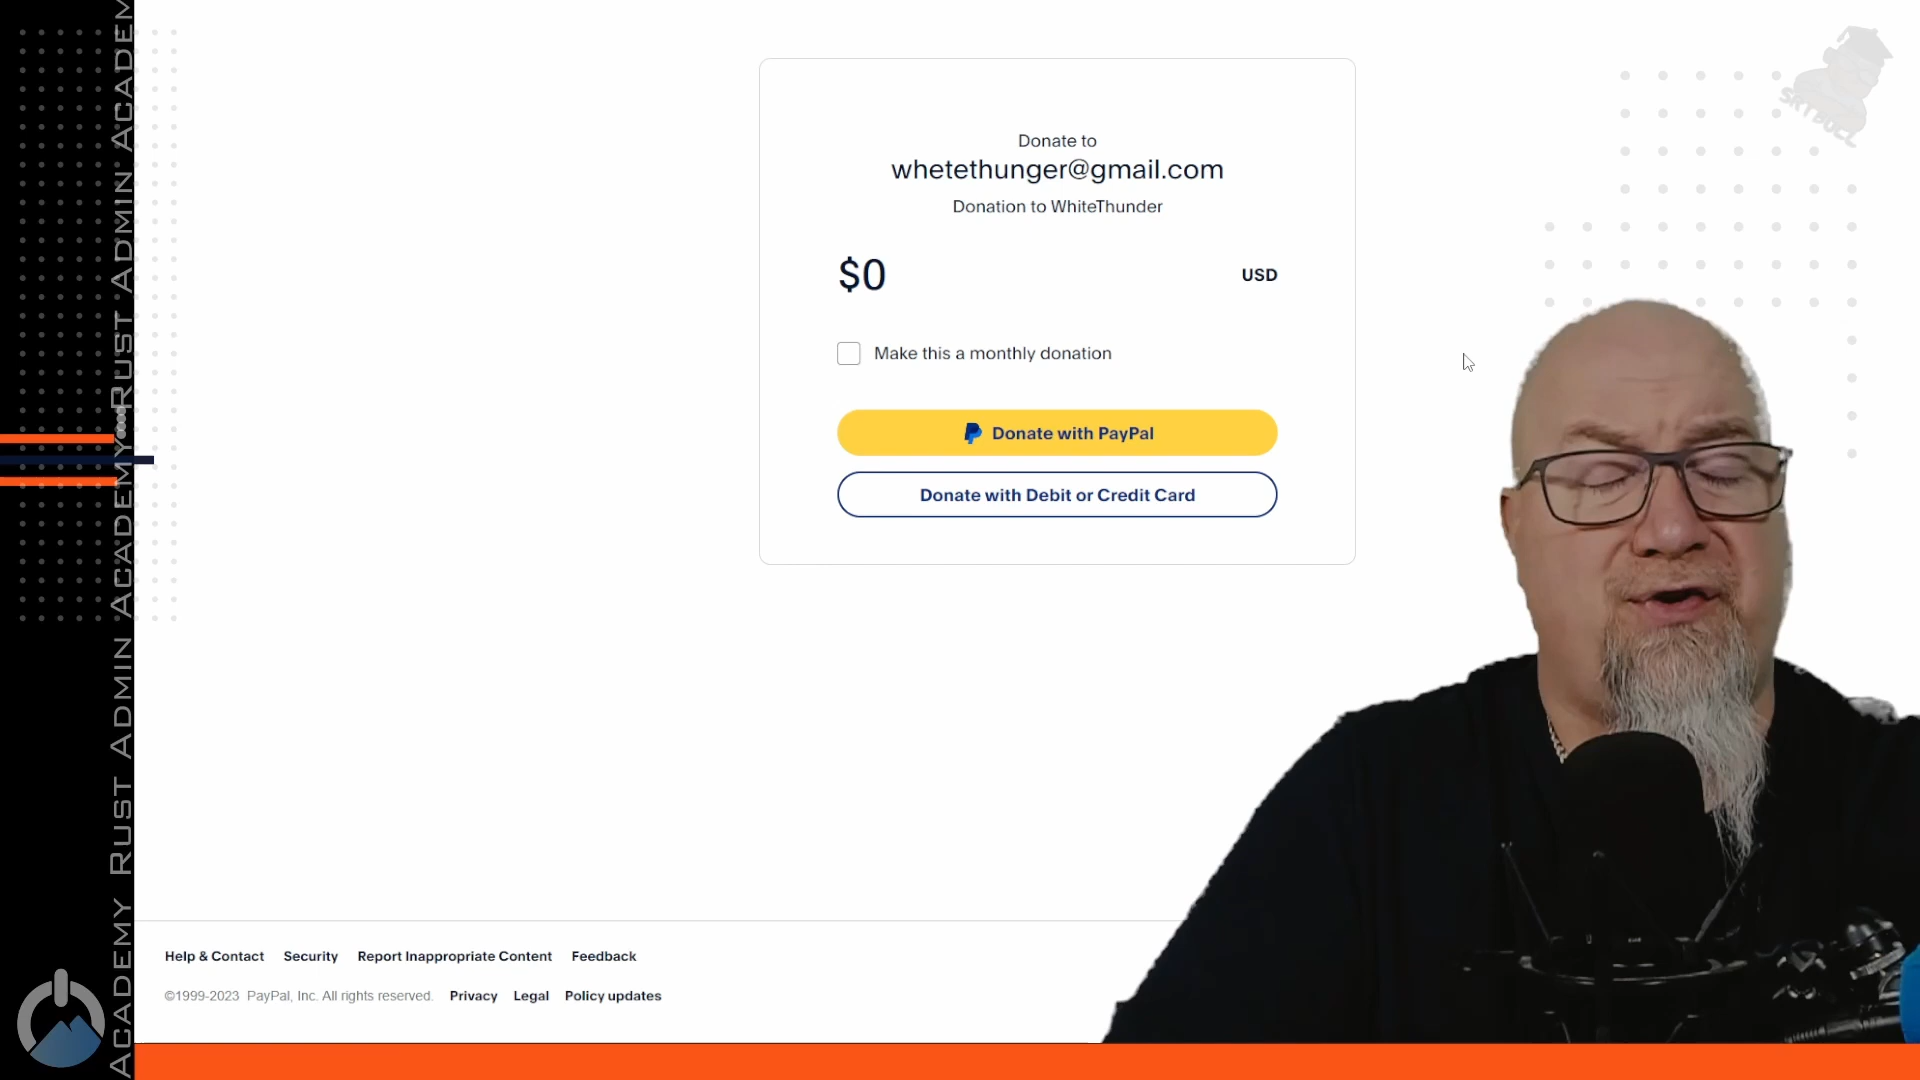 Donate to
whetethunger@gmail.com
Donation to WhiteThunder
$0 USD
Make this a monthly donation
Donate with PayPal
Donate with Debit or Credit Card
Help & Contact Security Report Inappropriate Content Feedback
©1999-2023 PayPal, Inc. All rights reserved. Privacy Legal Policy updates
Academy Rust Admin Academy Rust Admin Academ
SRTBULL